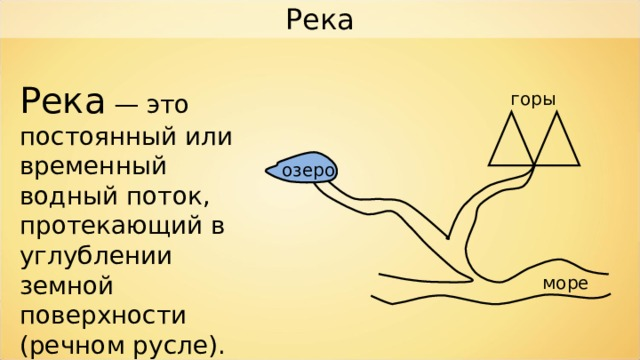 Река
Река — это
постоянный или
временный
водный поток,
протекающий в
углублении
земной
поверхности
(речном русле).
горы
озеро
море